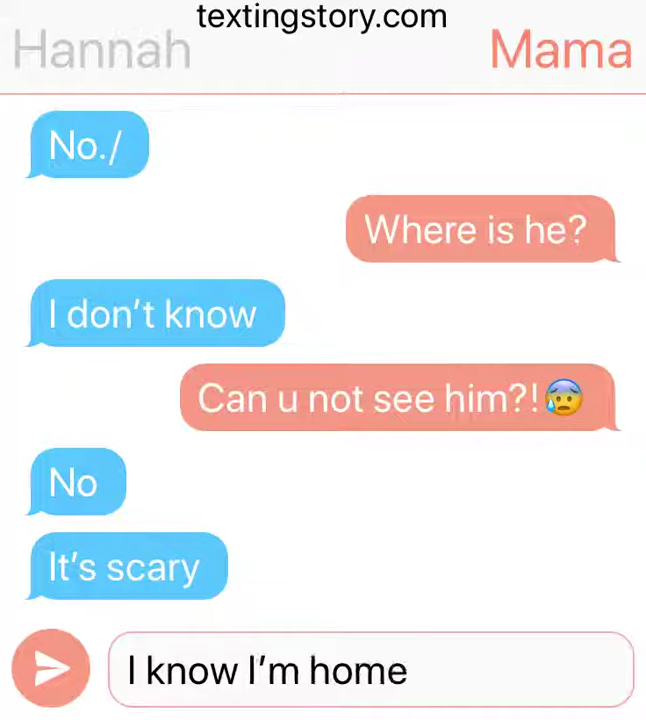 textingstory.com
Hannah Mama
No./
Where is he?
I don't know
Can u not see him?!😰
No
It's scary
I know I'm home